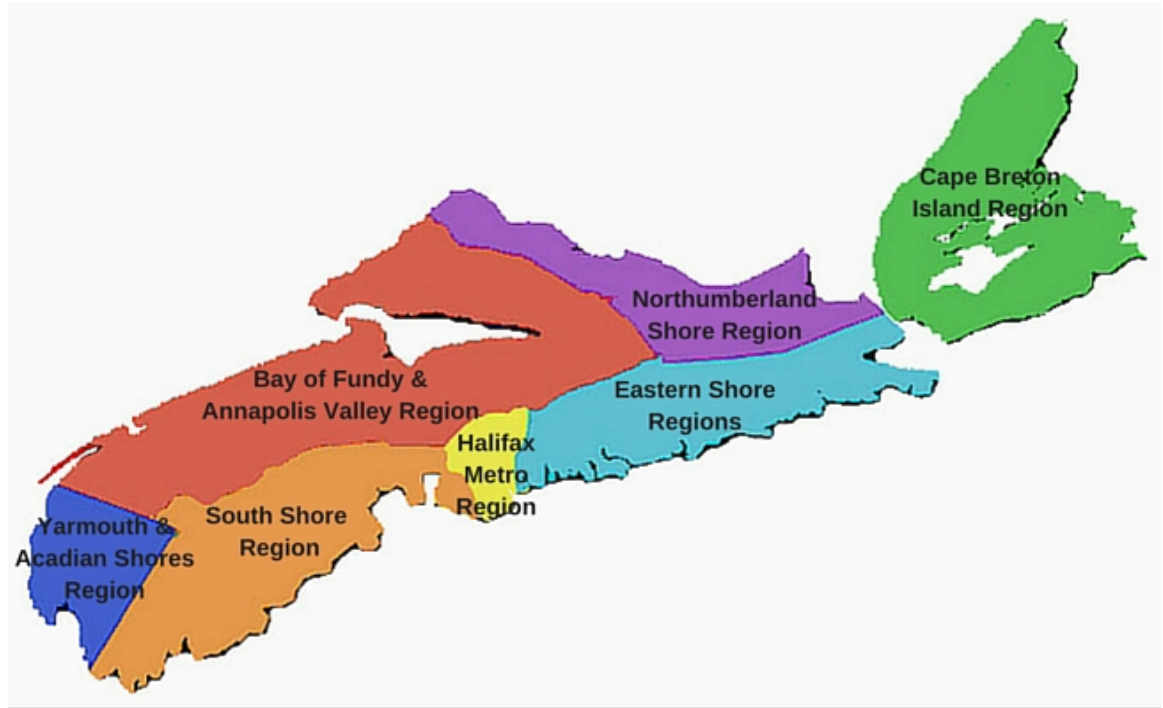 Cape Breton
Island Region
Northumberland
Shore Region
Bay of Fundy &
Annapolis Valley Region
Eastern Shore
Regions
Halifax
Metro
Region
South Shore
Region
Yarmouth &
Acadian Shores
Region